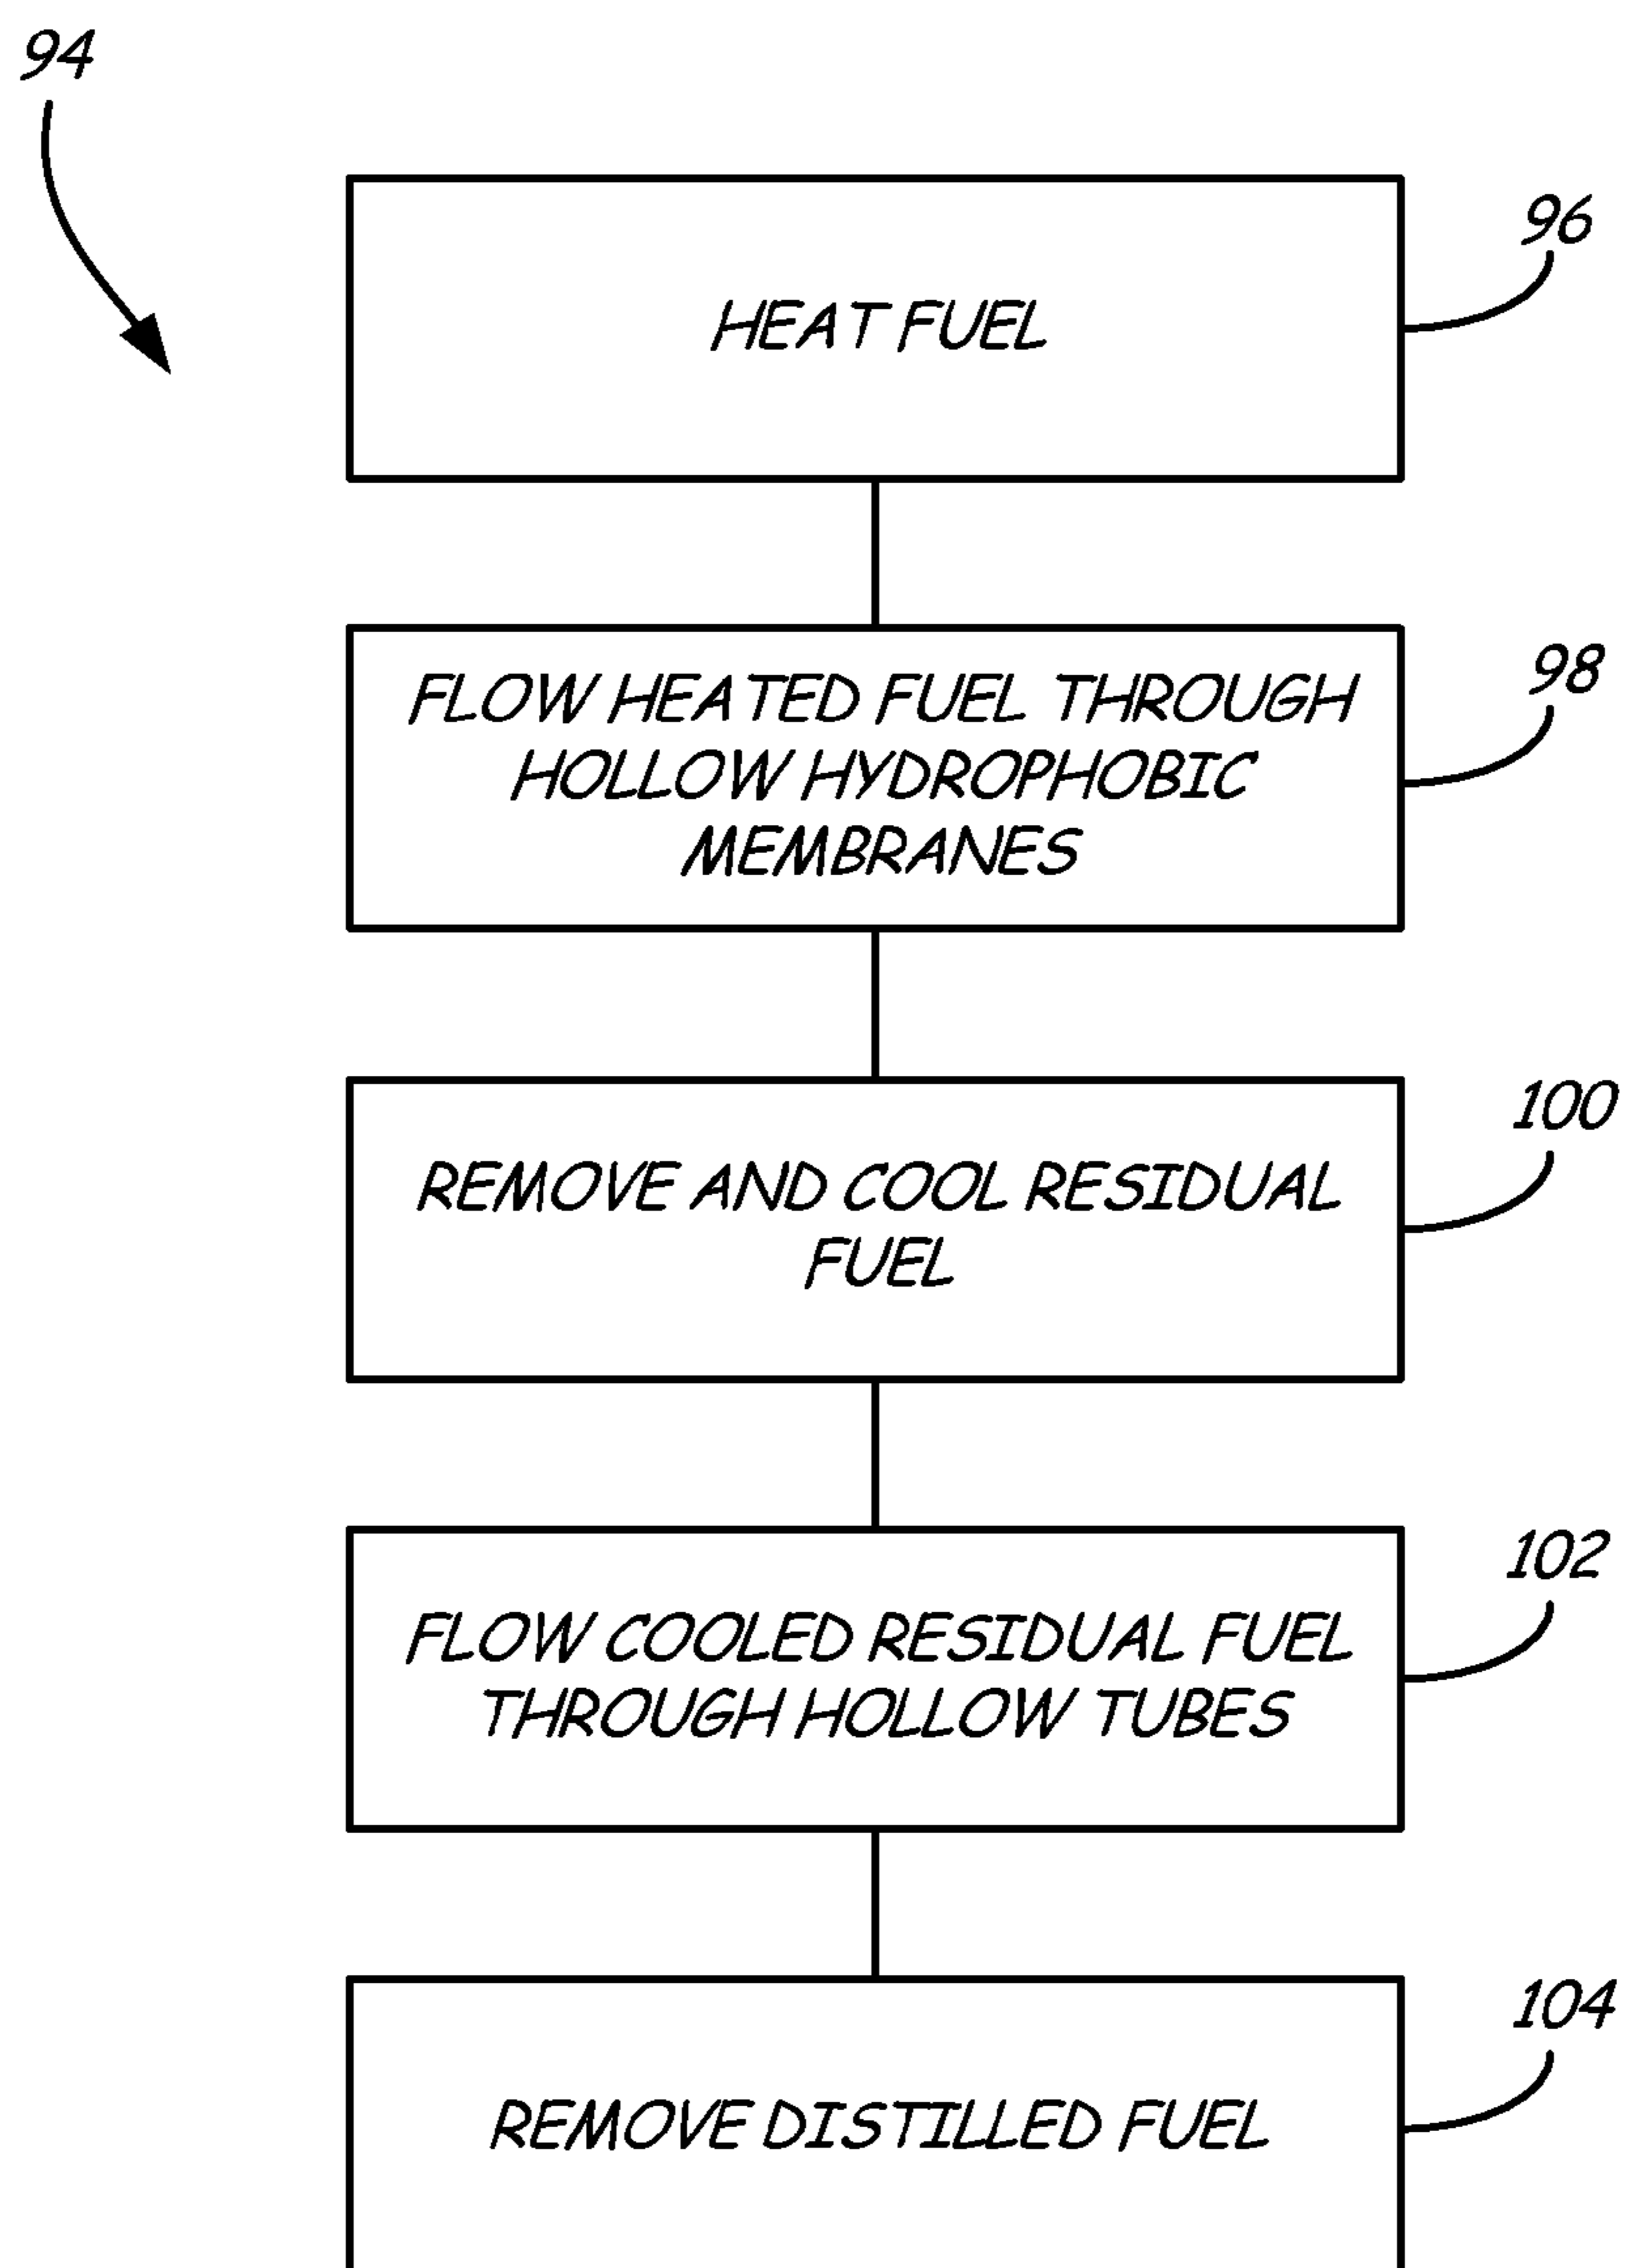 94
96
HEAT FUEL
98
FLOW HEATED FUEL THROUGH
HOLLOW HYDROPHOBIC
MEMBRANES
100
REMOVE AND COOL RESIDUAL
FUEL
102
FLOW COOLED RESIDUAL FUEL
THROUGH HOLLOW TUBES
104
REMOVE DISTILLED FUEL